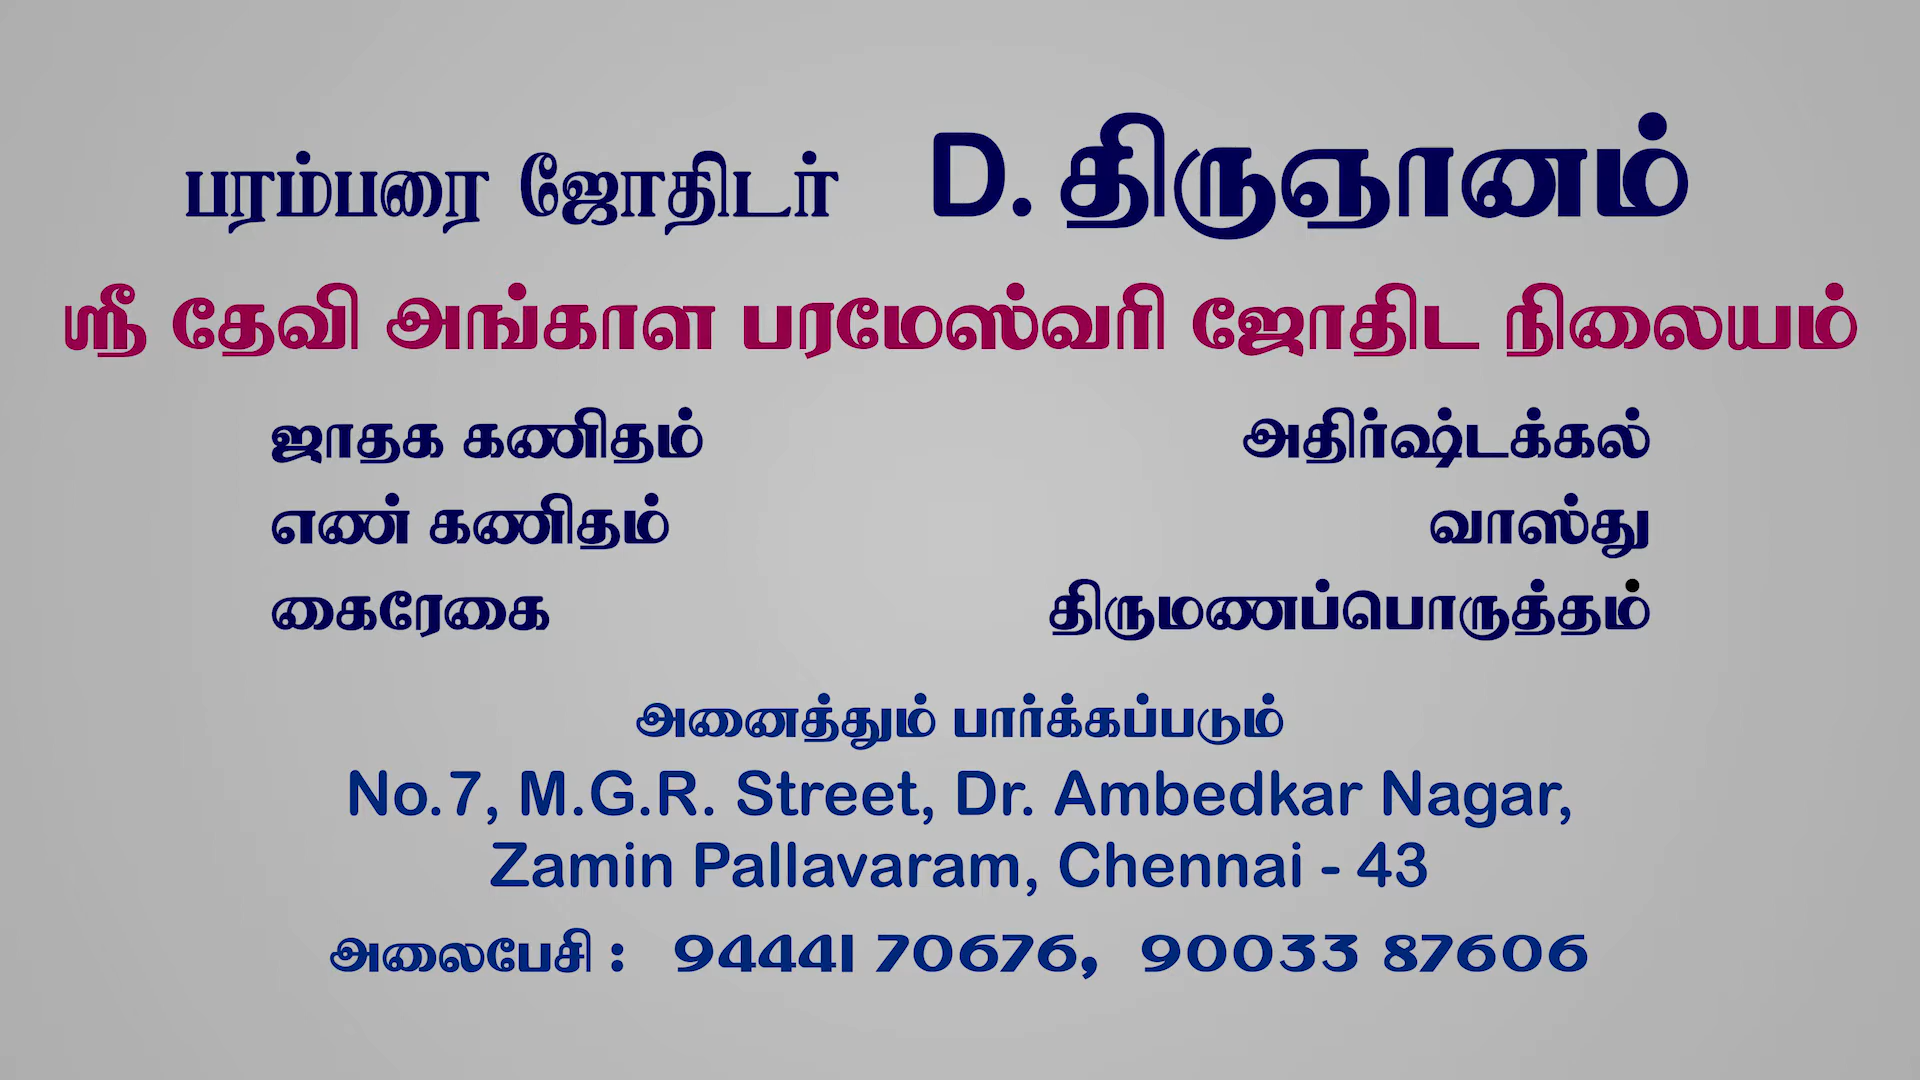 பரம்பரை ஜோதிடர் D. திருஞானம்
ஸ்ரீ தேவி அங்காள பரமேஸ்வரி ஜோதிட நிலையம்
ஜாதக கணிதம் அதிர்ஷ்டக்கல்
எண் கணிதம் வாஸ்து
கைரேகை திருமணப்பொருத்தம்
அனைத்தும் பார்க்கப்படும்
No.7, M.G.R. Street, Dr. Ambedkar Nagar,
Zamin Pallavaram, Chennai - 43
அலைபேசி : 94441 70676, 90033 87606